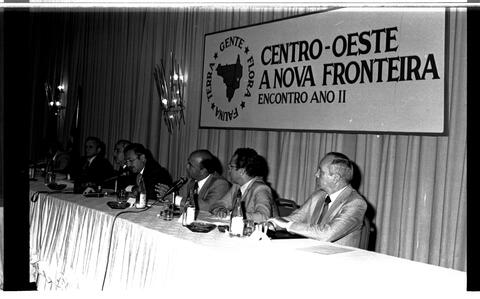 TERRA ★ GENTE ★ FLORA ★ FAUNA ★
CENTRO-OESTE
A NOVA FRONTEIRA
ENCONTRO ANO II